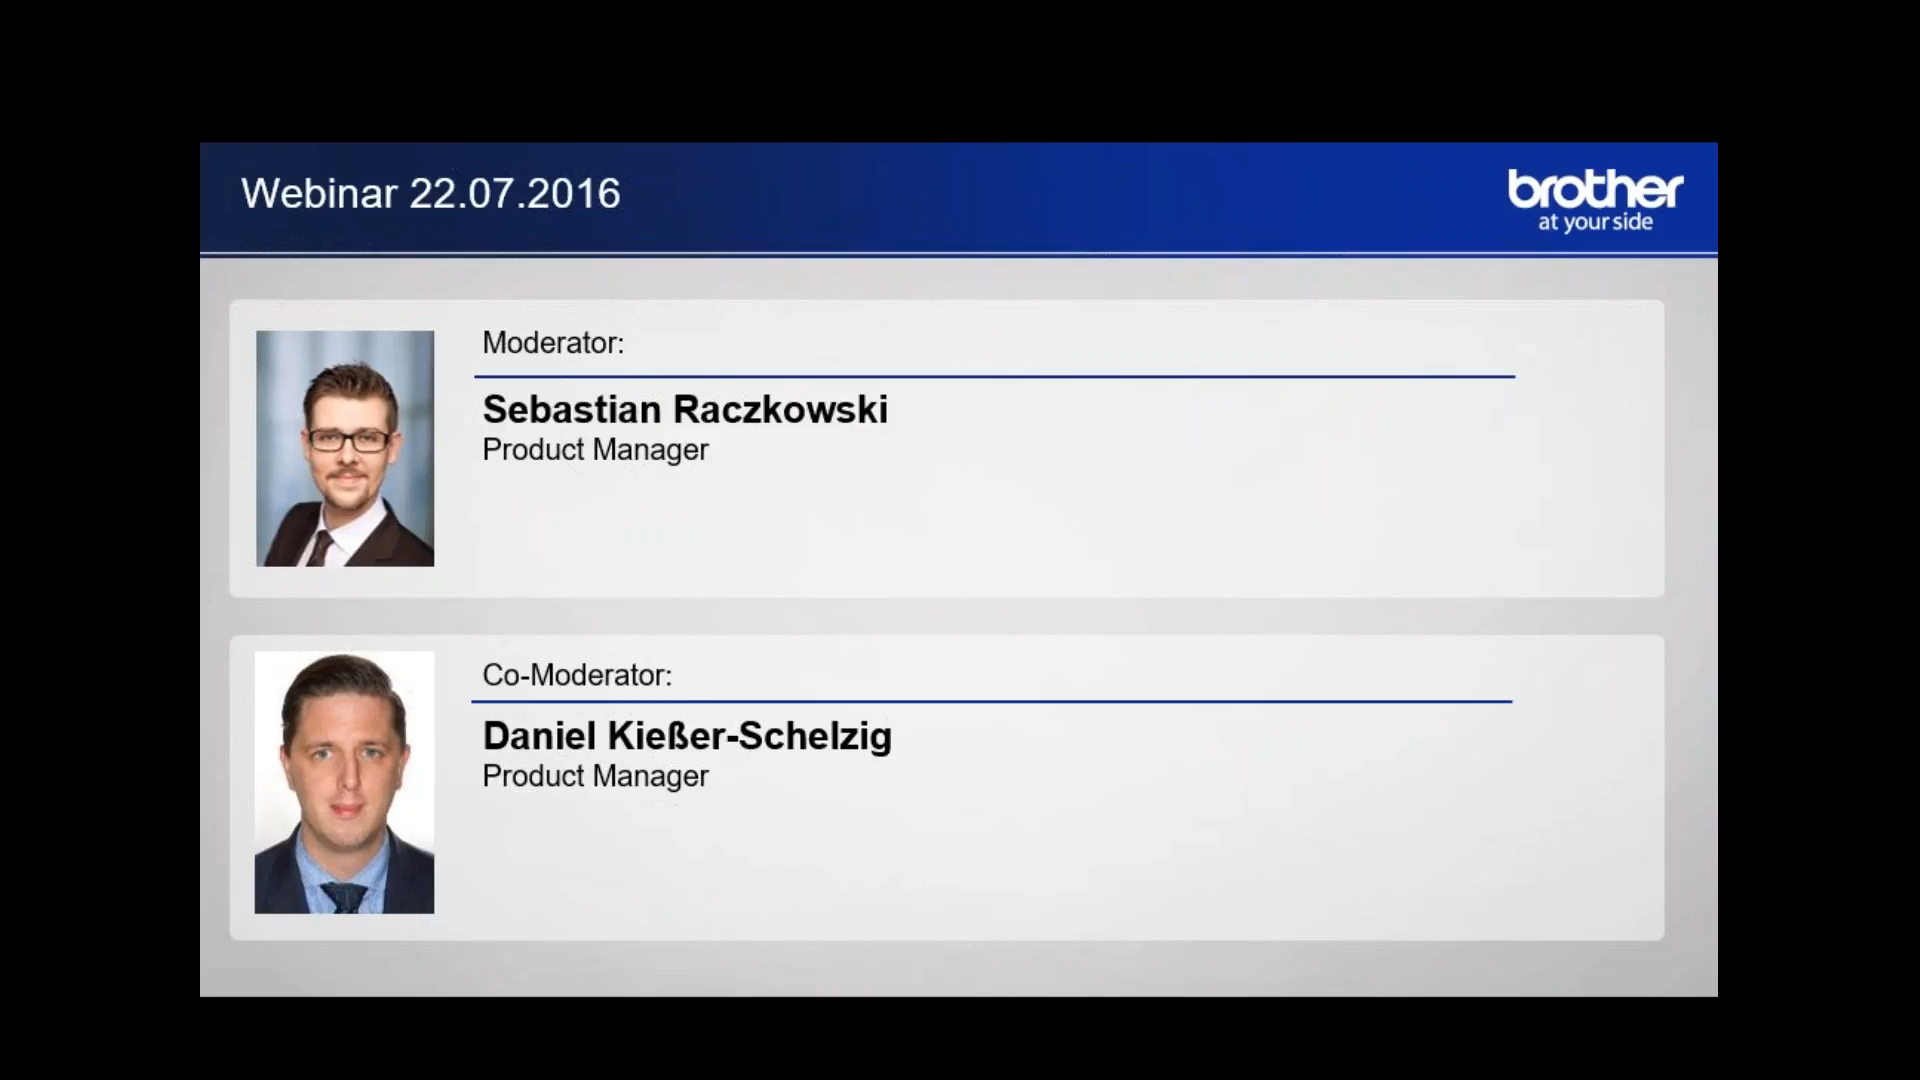 Webinar 22.07.2016
brother
at your side
Moderator:
Sebastian Raczkowski
Product Manager
Co-Moderator:
Daniel Kießer-Schelzig
Product Manager